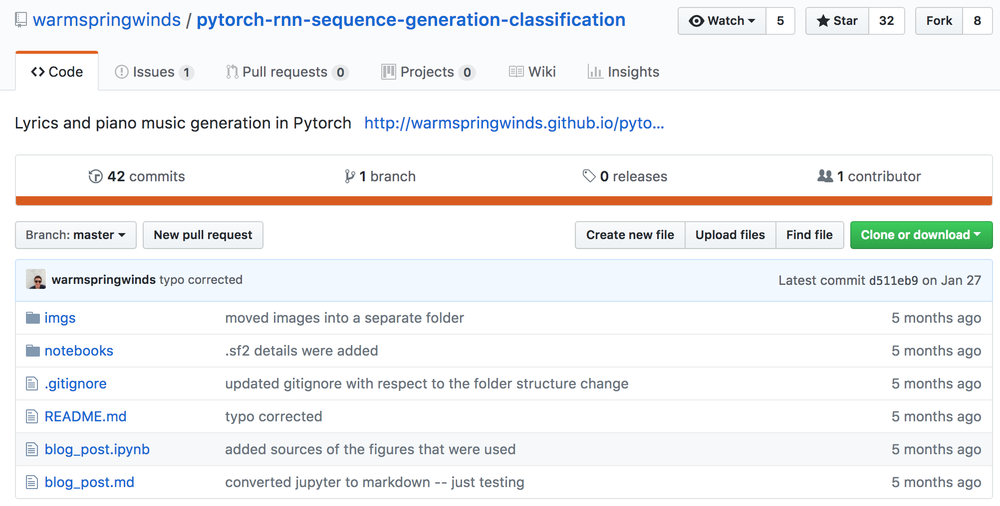 warmspringwinds / pytorch-rnn-sequence-generation-classification Watch 5 Star 32 Fork 8
Code Issues 1 Pull requests 0 Projects 0 Wiki Insights
Lyrics and piano music generation in Pytorch http://warmspringwinds.github.io/pyto...
42 commits 1 branch 0 releases 1 contributor
Branch: master New pull request Create new file Upload files Find file Clone or download
warmspringwinds typo corrected Latest commit d511eb9 on Jan 27
imgs moved images into a separate folder 5 months ago
notebooks .sf2 details were added 5 months ago
.gitignore updated gitignore with respect to the folder structure change 5 months ago
README.md typo corrected 5 months ago
blog_post.ipynb added sources of the figures that were used 5 months ago
blog_post.md converted jupyter to markdown -- just testing 5 months ago